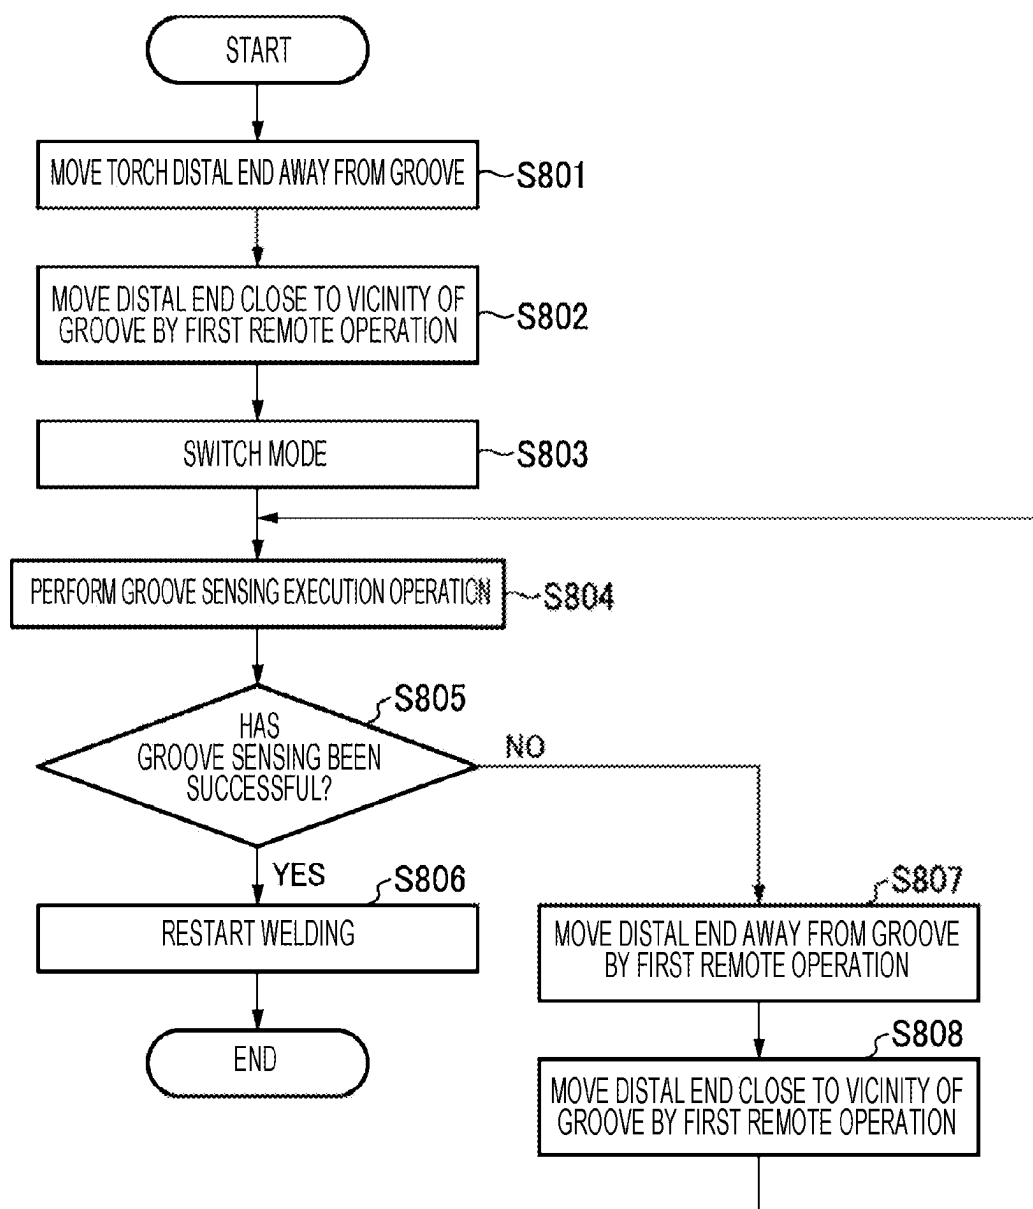 START
MOVE TORCH DISTAL END AWAY FROM GROOVE
S801
MOVE DISTAL END CLOSE TO VICINITY OF
GROOVE BY FIRST REMOTE OPERATION
S802
SWITCH MODE
S803
PERFORM GROOVE SENSING EXECUTION OPERATION
S804
S805
HAS
GROOVE SENSING BEEN
SUCCESSFUL?
NO
YES
S806
RESTART WELDING
END
S807
MOVE DISTAL END AWAY FROM GROOVE
BY FIRST REMOTE OPERATION
S808
MOVE DISTAL END CLOSE TO VICINITY OF
GROOVE BY FIRST REMOTE OPERATION